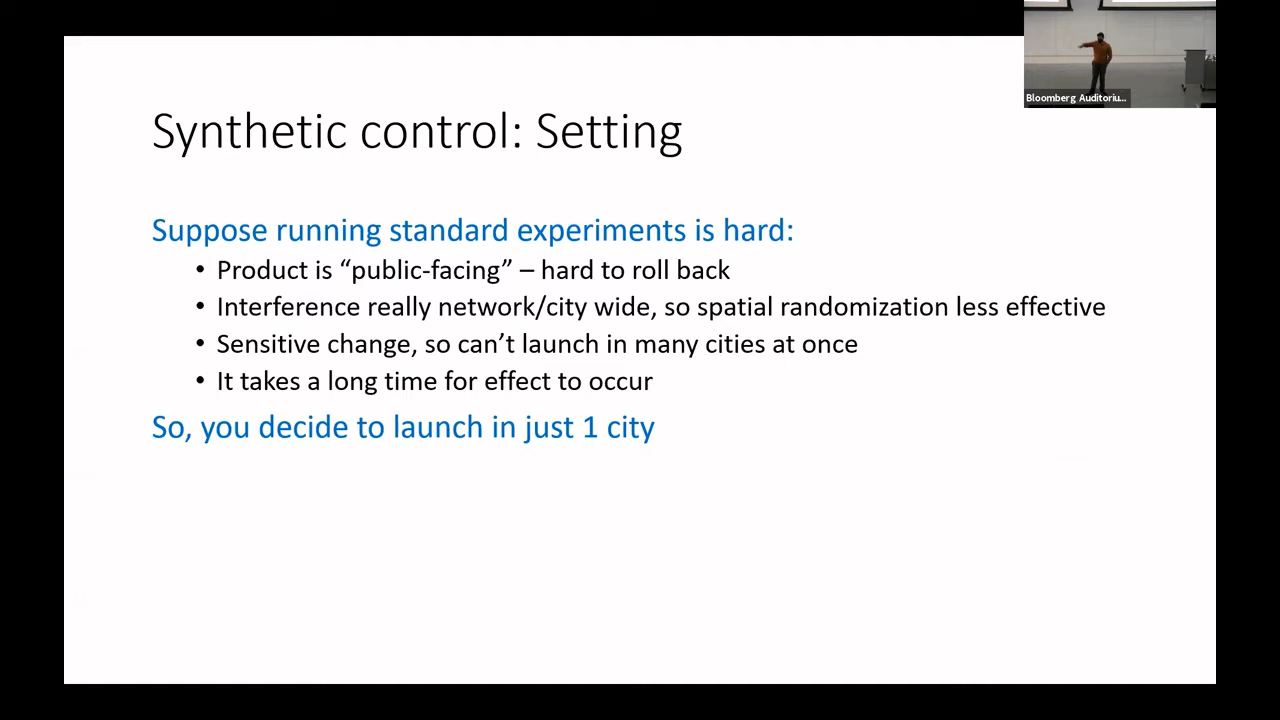 Bloomberg Auditoriu...
Synthetic control: Setting
Suppose running standard experiments is hard:
• Product is “public-facing” – hard to roll back
• Interference really network/city wide, so spatial randomization less effective
• Sensitive change, so can’t launch in many cities at once
• It takes a long time for effect to occur
So, you decide to launch in just 1 city